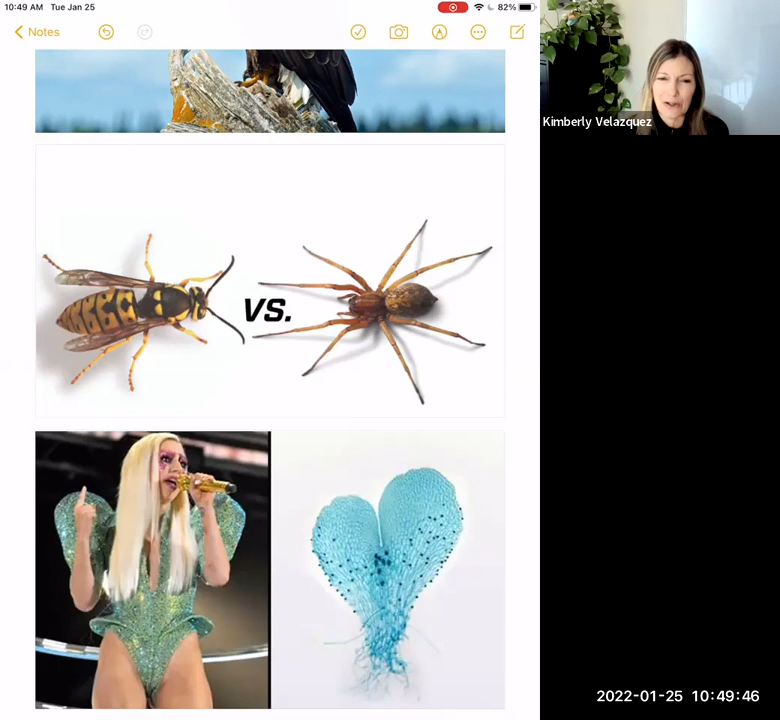 10:49 AM Tue Jan 25
82%
Notes
Kimberly Velazquez
VS.
2022-01-25 10:49:46